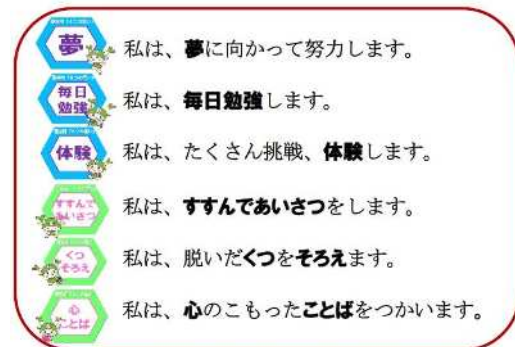 夢
私は、夢に向かって努力します。
毎日
勉強
私は、毎日勉強します。
体験
私は、たくさん挑戦、体験します。
すすんで
あいさつ
私は、すすんであいさつをします。
くつ
そろえ
私は、脱いだくつをそろえます。
心
ことば
私は、心のこもったことばをつかいます。